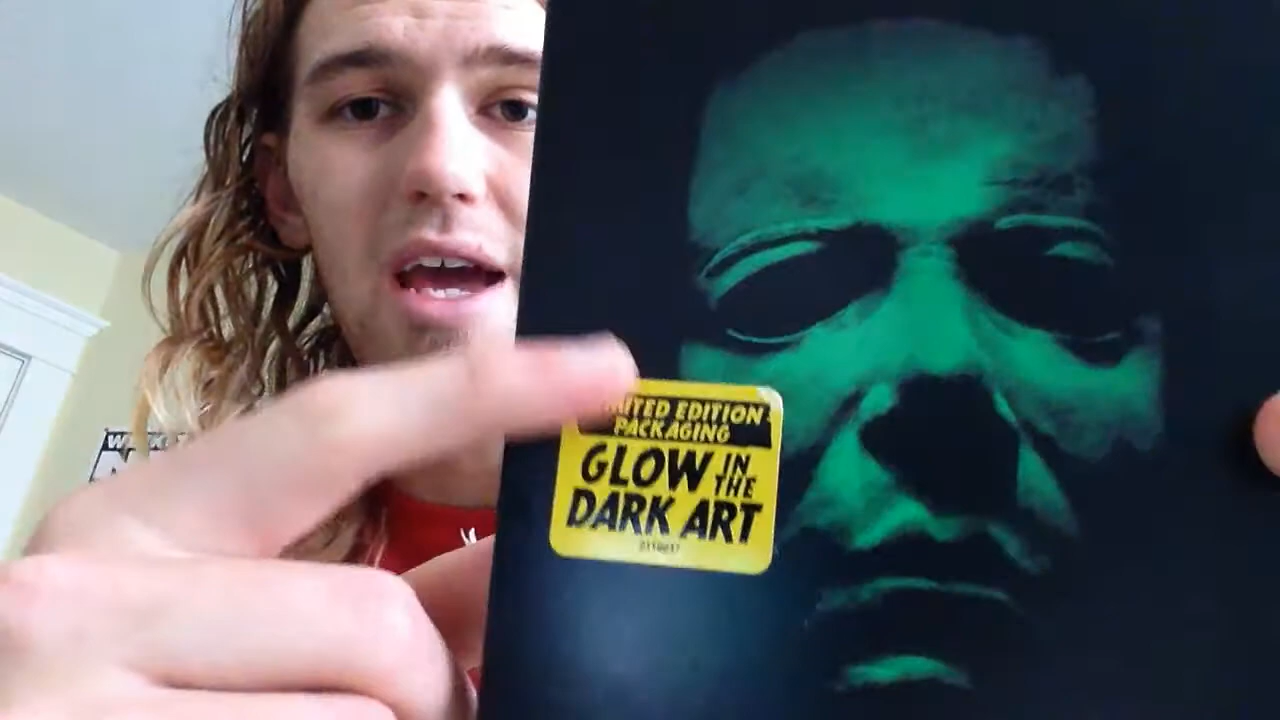 EDITION
PACKAGING
GLOW IN
THE
DARK ART